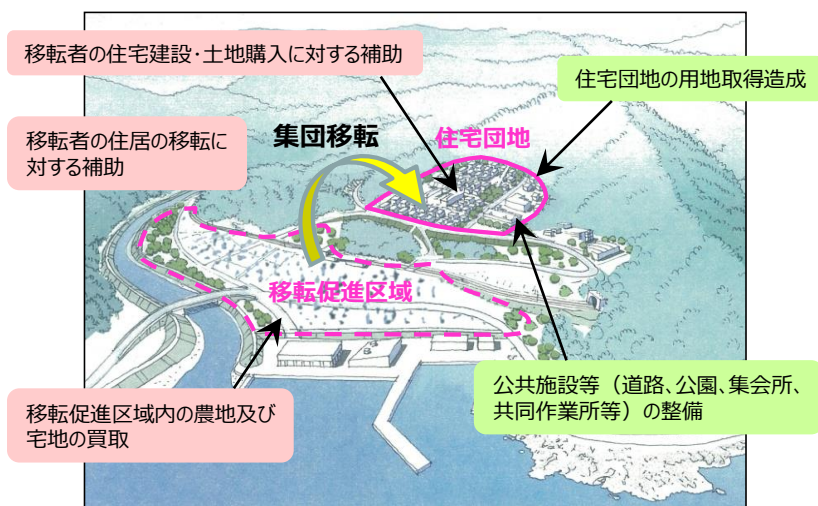 移転者の住宅建設・土地購入に対する補助
住宅団地の用地取得造成
移転者の住居の移転に
対する補助
集団移転
住宅団地
移転促進区域
移転促進区域内の農地及び
宅地の買取
公共施設等（道路、公園、集会所、
共同作業所等）の整備